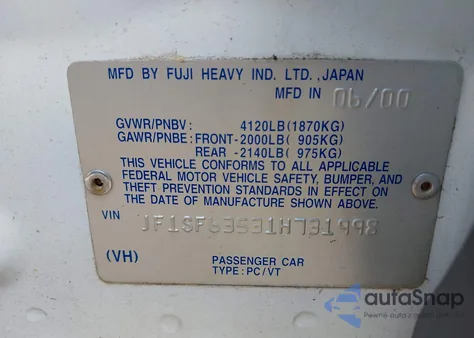 MFD BY FUJI HEAVY IND. LTD., JAPAN
MFD IN 06/00
GVWR/PNBV: 4120LB(1870KG)
GAWR/PNBE: FRONT-2000LB( 905KG)
REAR -2140LB( 975KG)
THIS VEHICLE CONFORMS TO ALL APPLICABLE
FEDERAL MOTOR VEHICLE SAFETY, BUMPER, AND
THEFT PREVENTION STANDARDS IN EFFECT ON
THE DATE OF MANUFACTURE SHOWN ABOVE.
VIN JF1SF63531H731998
(VH) PASSENGER CAR
TYPE: PC/VT
autaSnap